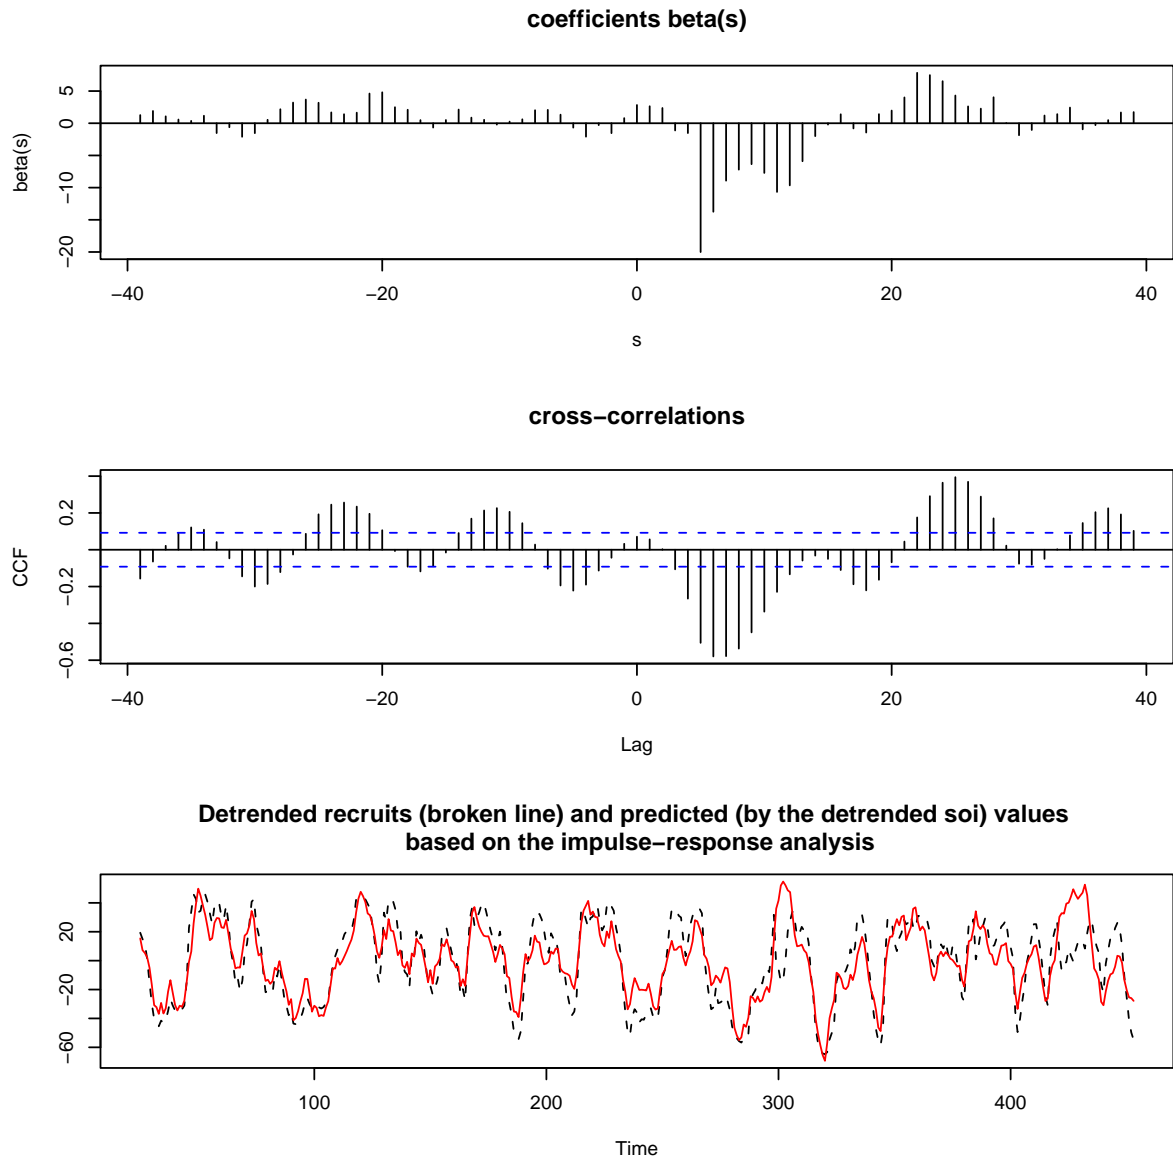 coefficients beta(s)
beta(s)
5
0
−10
−20
−40
−20
0
20
40
s
cross−correlations
CCF
0.2
−0.2
−0.6
−40
−20
0
20
40
Lag
Detrended recruits (broken line) and predicted (by the detrended soi) values
based on the impulse−response analysis
20
−20
−60
100
200
300
400
Time